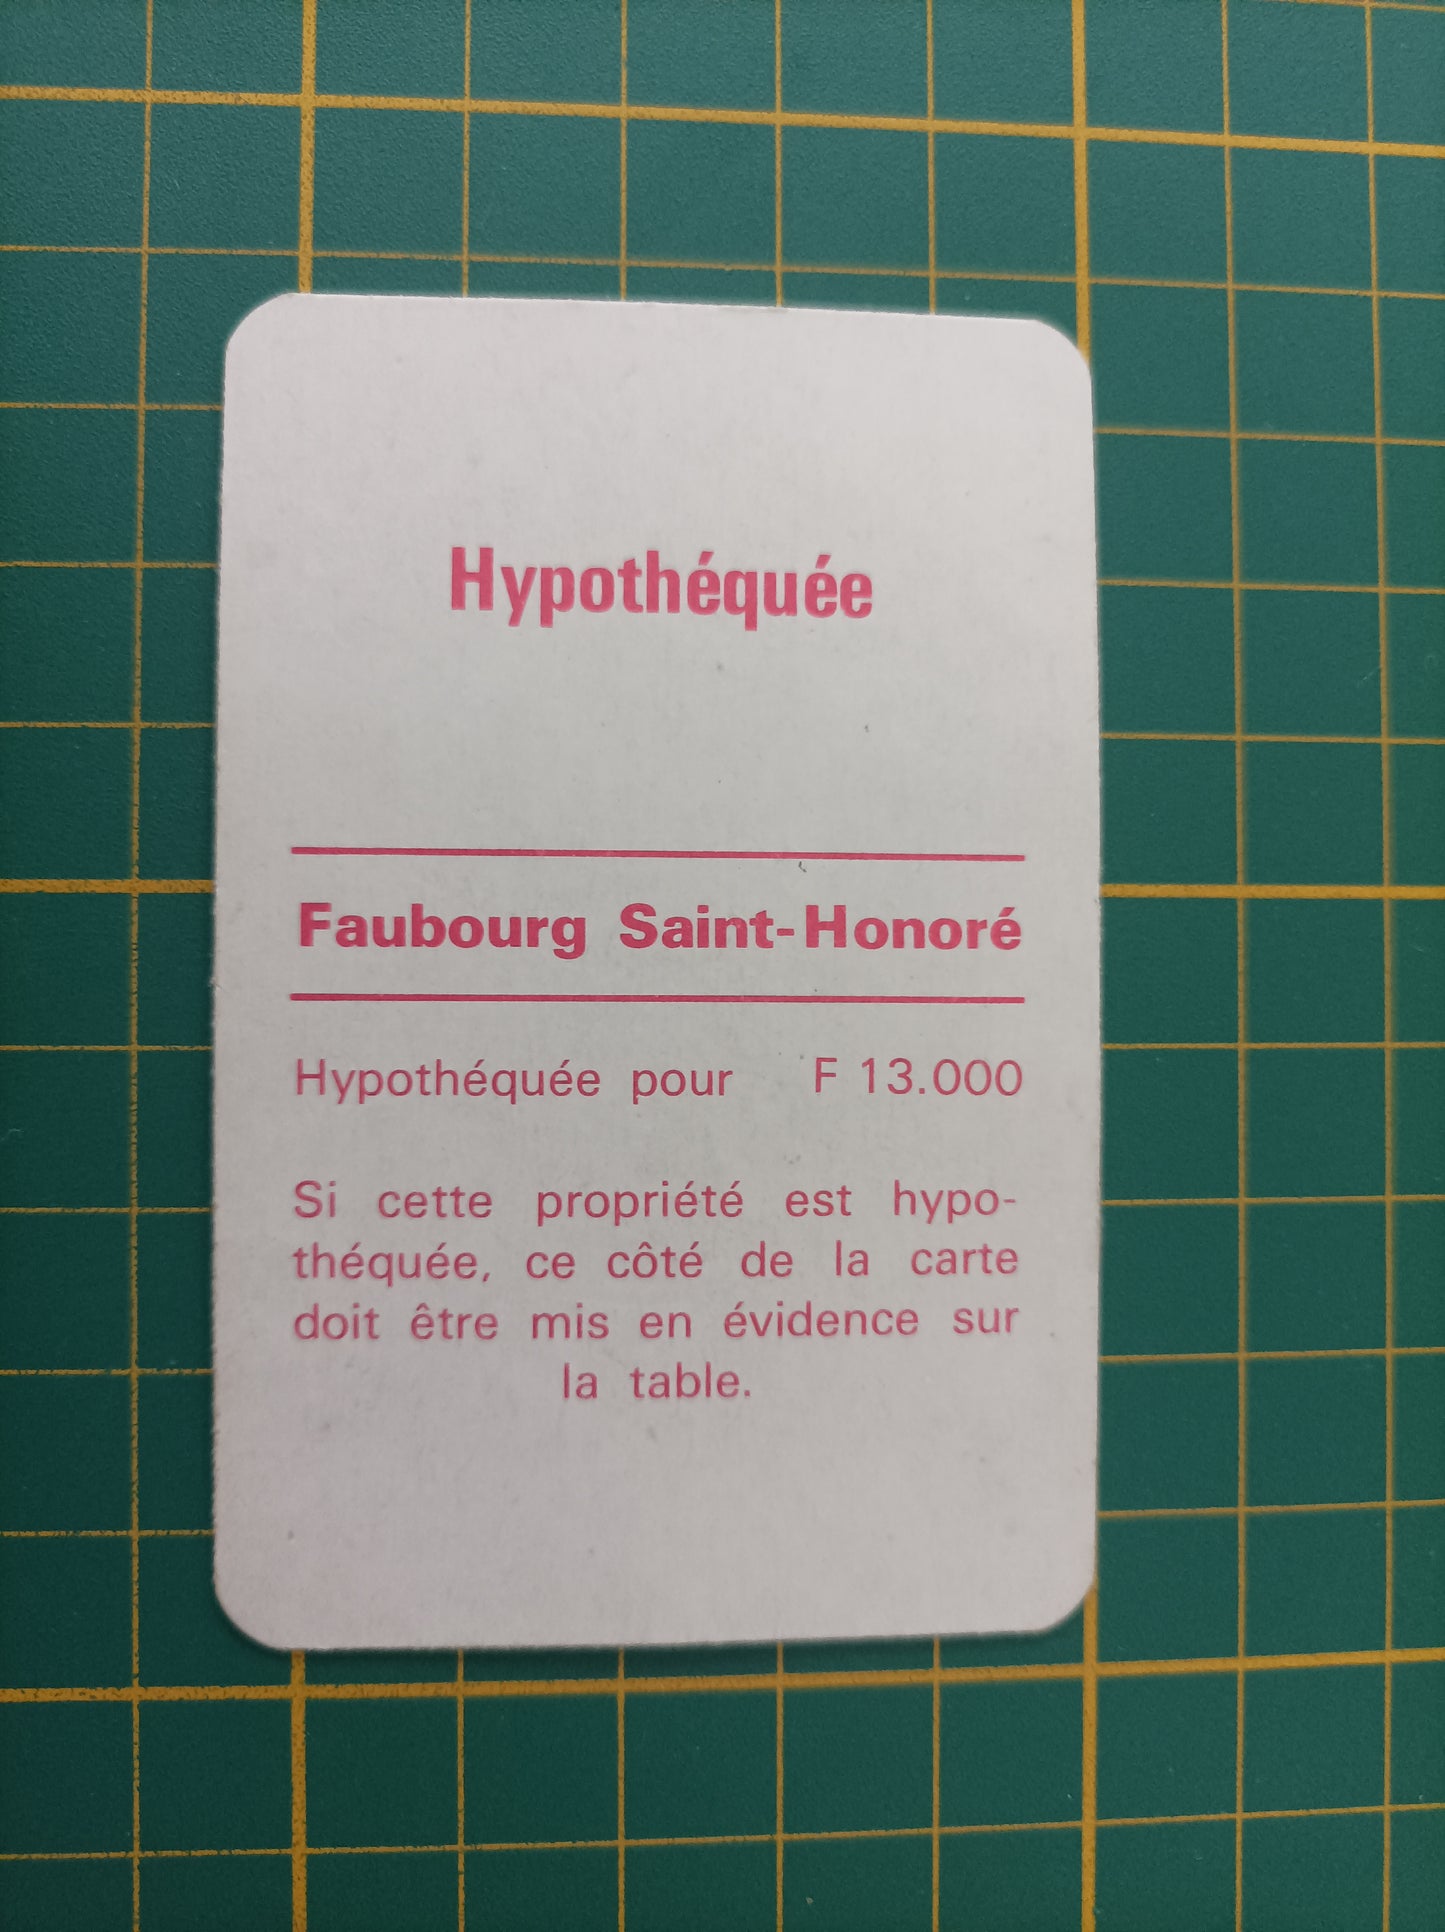 Hypothéquée
Faubourg Saint-Honoré
Hypothéquée pour F 13.000
Si cette propriété est hypo-
théquée, ce côté de la carte
doit être mis en évidence sur
la table.